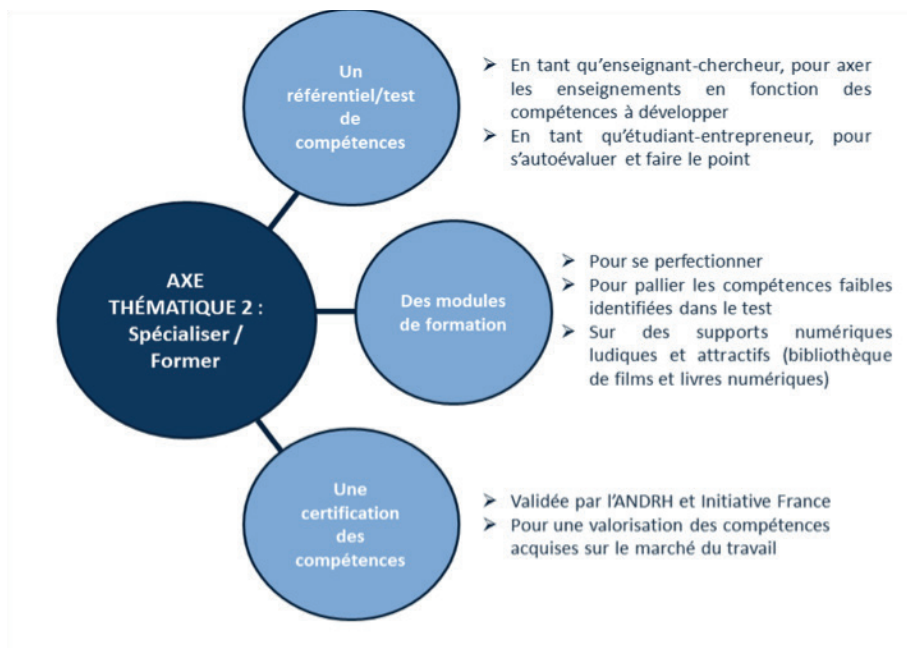 Un
référentiel/test
de
compétences
➤ En tant qu'enseignant-chercheur, pour axer
les enseignements en fonction des
compétences à développer
➤ En tant qu'étudiant-entrepreneur, pour
s'autoévaluer et faire le point
AXE
THÉMATIQUE 2 :
Spécialiser /
Former
Des modules
de formation
➤ Pour se perfectionner
➤ Pour pallier les compétences faibles
identifiées dans le test
➤ Sur des supports numériques
ludiques et attractifs (bibliothèque
de films et livres numériques)
Une
certification
des
compétences
➤ Validée par l'ANDRH et Initiative France
➤ Pour une valorisation des compétences
acquises sur le marché du travail